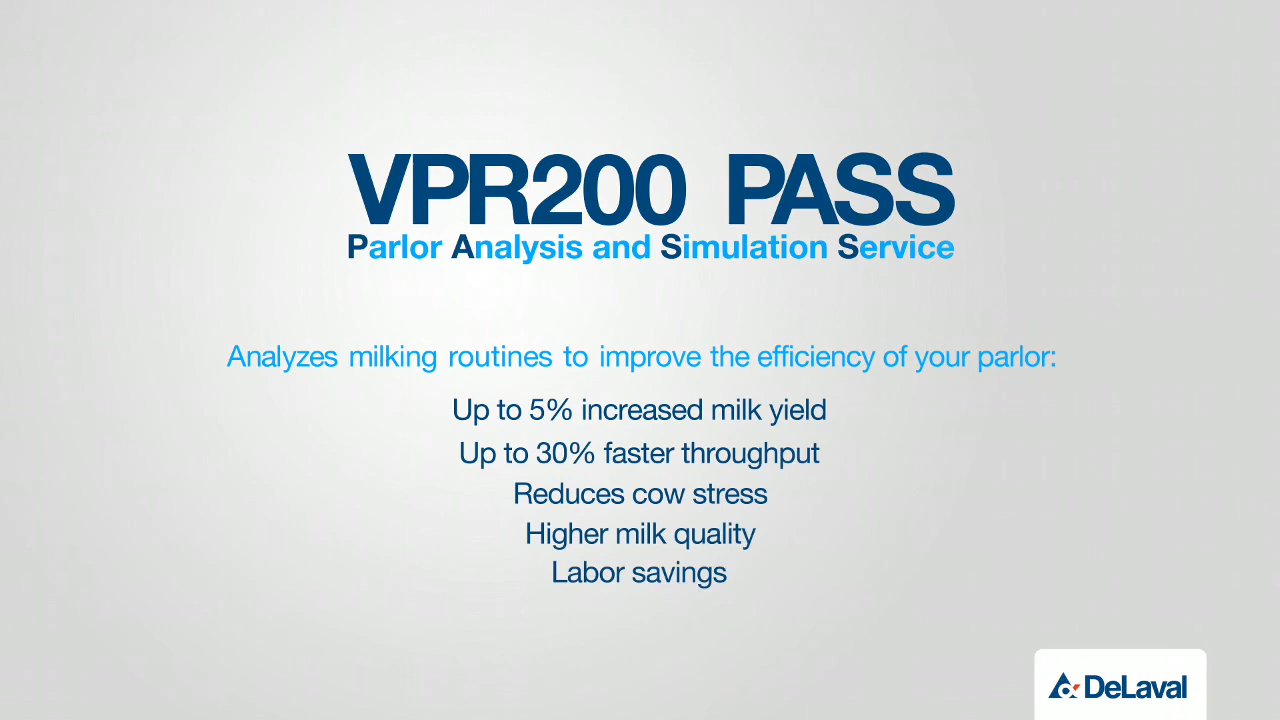 VPR200 PASS
Parlor Analysis and Simulation Service
Analyzes milking routines to improve the efficiency of your parlor:
Up to 5% increased milk yield
Up to 30% faster throughput
Reduces cow stress
Higher milk quality
Labor savings
DeLaval